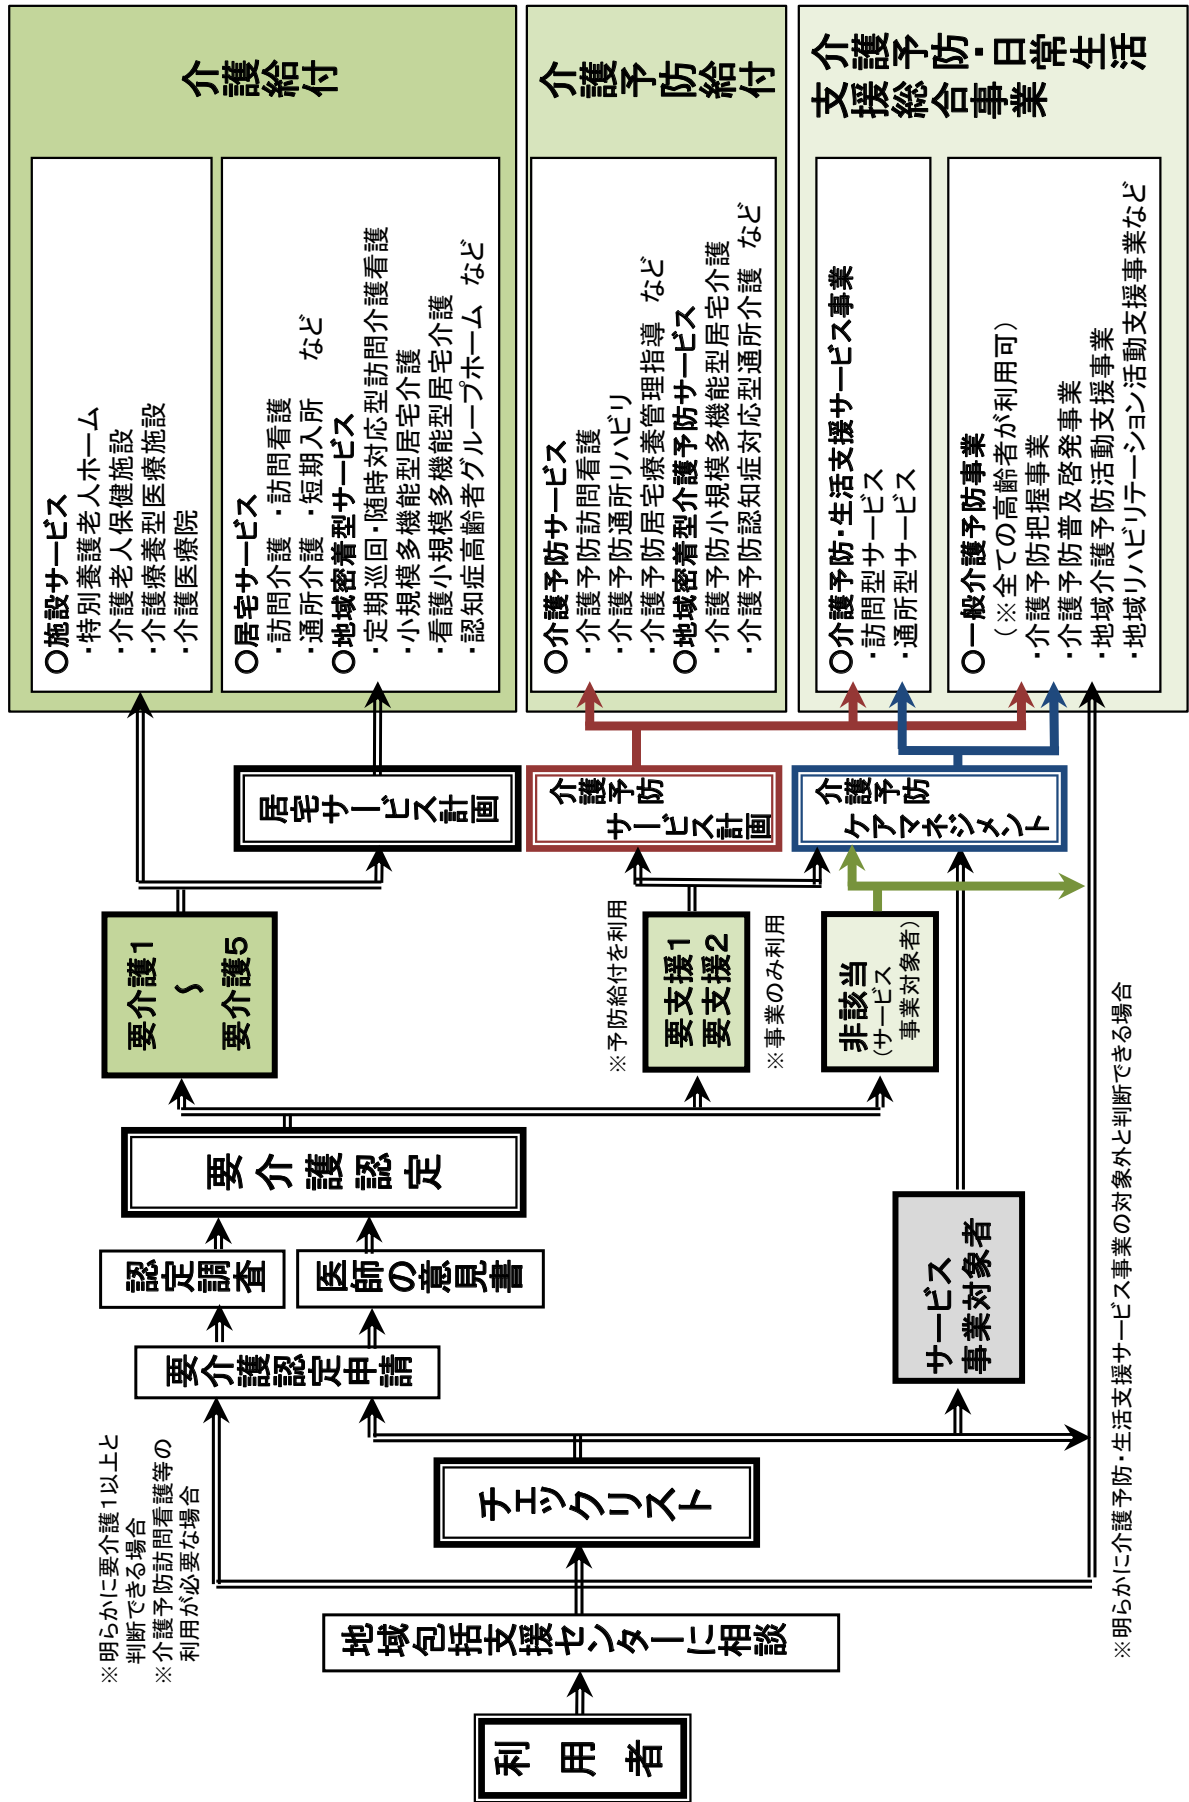 利用者
地域包括支援センターに相談
※明らかに要介護1以上と
判断できる場合
※介護予防訪問看護等の
利用が必要な場合
チェックリスト
※明らかに介護予防・生活支援サービス事業の対象外と判断できる場合
要介護認定申請
サービス
事業対象者
認定調査
医師の意見書
要介護認定
要介護1
～
要介護5
※予防給付を利用
要支援1
要支援2
※事業のみ利用
非該当
（サービス
事業対象者）
居宅サービス計画
介護予防
サービス計画
介護予防
ケアマネジメント
介護給付
○施設サービス
・特別養護老人ホーム
・介護老人保健施設
・介護療養型医療施設
・介護医療院
○居宅サービス
・訪問介護 ・訪問看護
・通所介護 ・短期入所 など
○地域密着型サービス
・定期巡回・随時対応型訪問介護看護
・小規模多機能型居宅介護
・看護小規模多機能型居宅介護
・認知症高齢者グループホーム など
介護予防給付
○介護予防サービス
・介護予防訪問看護
・介護予防通所リハビリ
・介護予防居宅療養管理指導 など
○地域密着型介護予防サービス
・介護予防小規模多機能型居宅介護
・介護予防認知症対応型通所介護 など
介護予防・日常生活
支援総合事業
○介護予防・生活支援サービス事業
・訪問型サービス
・通所型サービス
○一般介護予防事業
（※全ての高齢者が利用可）
・介護予防把握事業
・介護予防普及啓発事業
・地域介護予防活動支援事業
・地域リハビリテーション活動支援事業など